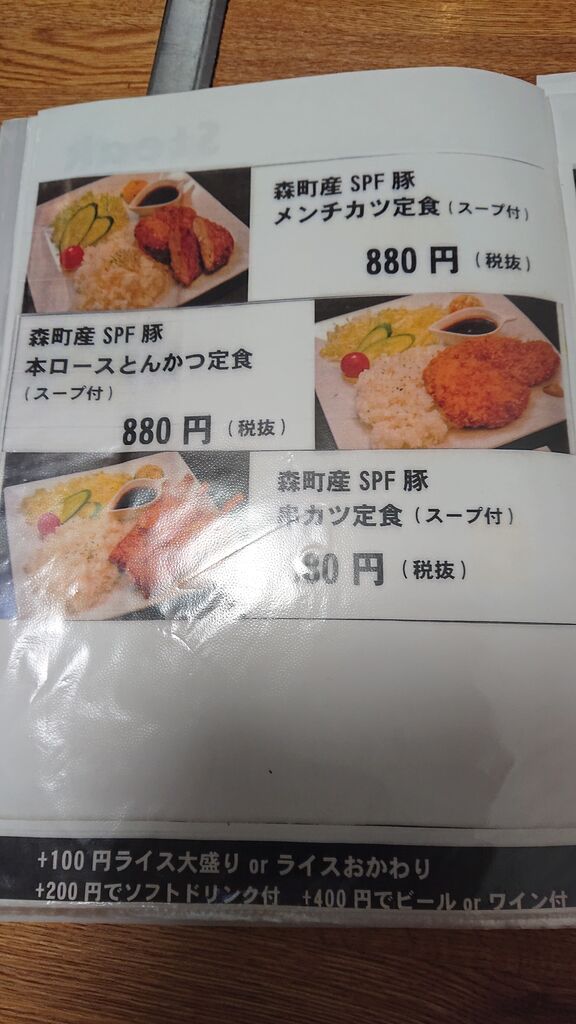 森町産 SPF 豚
メンチカツ定食（スープ付）
880 円（税抜）
森町産 SPF 豚
本ロースとんかつ定食
（スープ付）
880 円（税抜）
森町産 SPF 豚
串カツ定食（スープ付）
80 円（税抜）
+100 円ライス大盛り or ライスおかわり
+200 円でソフトドリンク付　+400 円でビール or ワイン付